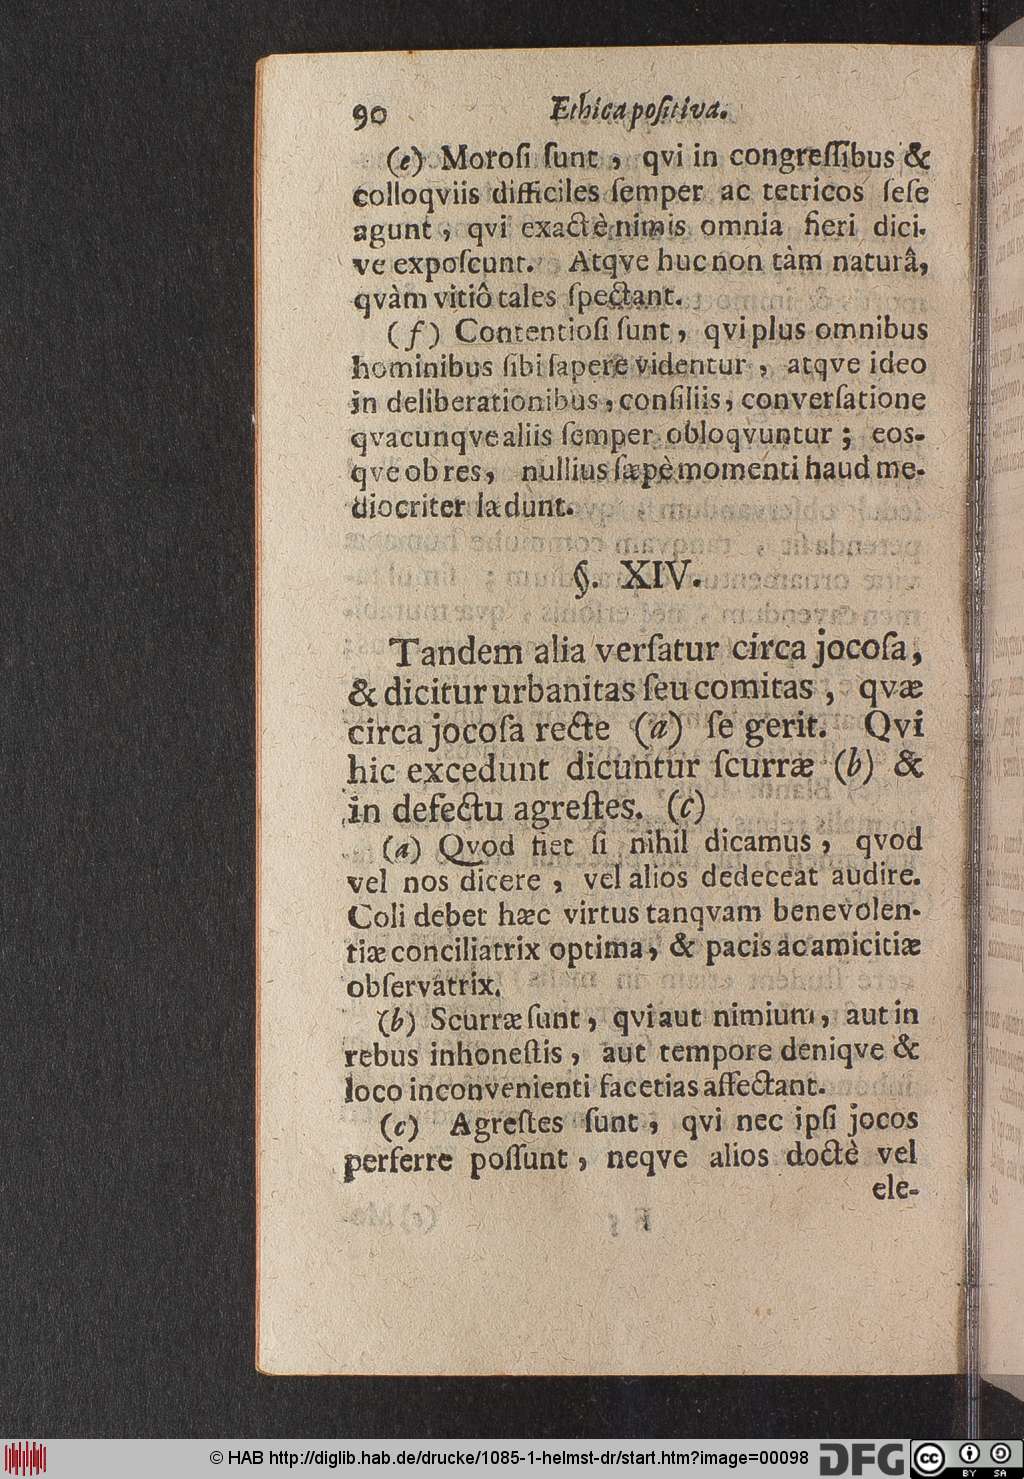 90 Ethica poſitiva.
(e) Moroſi ſunt, qvi in congreſſibus &
colloqviis difficiles ſemper ac tetricos ſeſe
agunt, qvi exactè nimis omnia fieri dici-
ve expoſcunt. Atqve huc non tàm naturâ,
qvàm vitiô tales ſpectant.
(f) Contentioſi ſunt, qvi plus omnibus
hominibus ſibi ſapere videntur, atqve ideo
in deliberationibus, conſiliis, converſatione
qvacunqve aliis ſemper obloqvuntur; eos-
qve ob res, nullius ſæpè momenti haud me-
diocriter lædunt.
§. XIV.
Tandem alia verſatur circa jocoſa,
& dicitur urbanitas ſeu comitas, qvæ
circa jocoſa recte (a) ſe gerit. Qvi
hic excedunt dicuntur ſcurræ (b) &
in defectu agreſtes. (c)
(a) Qvod fiet ſi nihil dicamus, qvod
vel nos dicere, vel alios dedeceat audire.
Coli debet hæc virtus tanqvam benevolen-
tiæ conciliatrix optima, & pacis ac amicitiæ
obſervatrix.
(b) Scurræ ſunt, qvi aut nimium, aut in
rebus inhoneſtis, aut tempore deniqve &
loco inconvenienti facetias affectant.
(c) Agreſtes ſunt, qvi nec ipſi jocos
perferre poſſunt, neqve alios doctè vel
ele-
© HAB http://diglib.hab.de/drucke/1085-1-helmst-dr/start.htm?image=00098 DFG cc BY SA